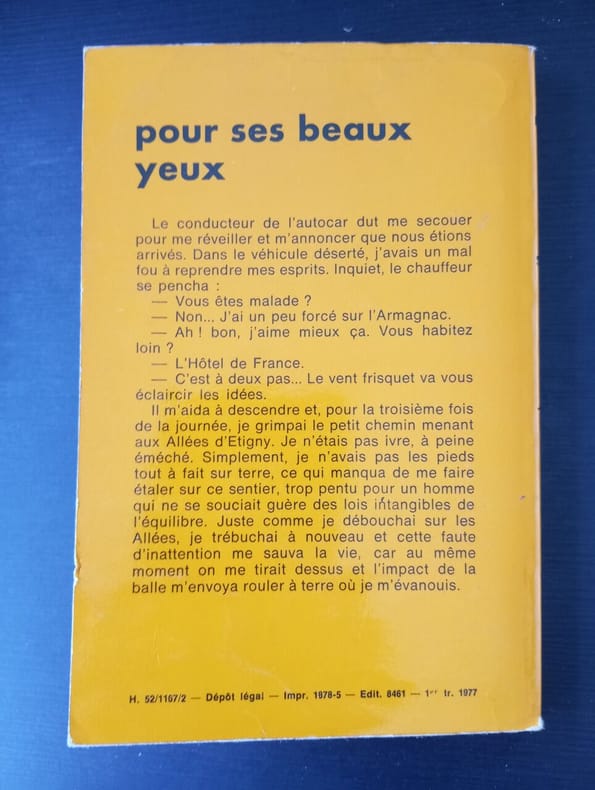 pour ses beaux
yeux
Le conducteur de l'autocar dut me secouer
pour me réveiller et m'annoncer que nous étions
arrivés. Dans le véhicule déserté, j'avais un mal
fou à reprendre mes esprits. Inquiet, le chauffeur
se pencha :
— Vous êtes malade ?
— Non... J'ai un peu forcé sur l'Armagnac.
— Ah ! bon, j'aime mieux ça. Vous habitez
loin ?
— L'Hôtel de France.
— C'est à deux pas... Le vent frisquet va vous
éclaircir les idées.
Il m'aida à descendre et, pour la troisième fois
de la journée, je grimpai le petit chemin menant
aux Allées d'Etigny. Je n'étais pas ivre, à peine
éméché. Simplement, je n'avais pas les pieds
tout à fait sur terre, ce qui manqua de me faire
étaler sur ce sentier, trop pentu pour un homme
qui ne se souciait guère des lois intangibles de
l'équilibre. Juste comme je débouchai sur les
Allées, je trébuchai à nouveau et cette faute
d'inattention me sauva la vie, car au même
moment on me tirait dessus et l'impact de la
balle m'envoya rouler à terre où je m'évanouis.
H. 52/1167/2 — Dépôt légal — Impr. 1678-5 — Edit. 8461 — 1er tr. 1977